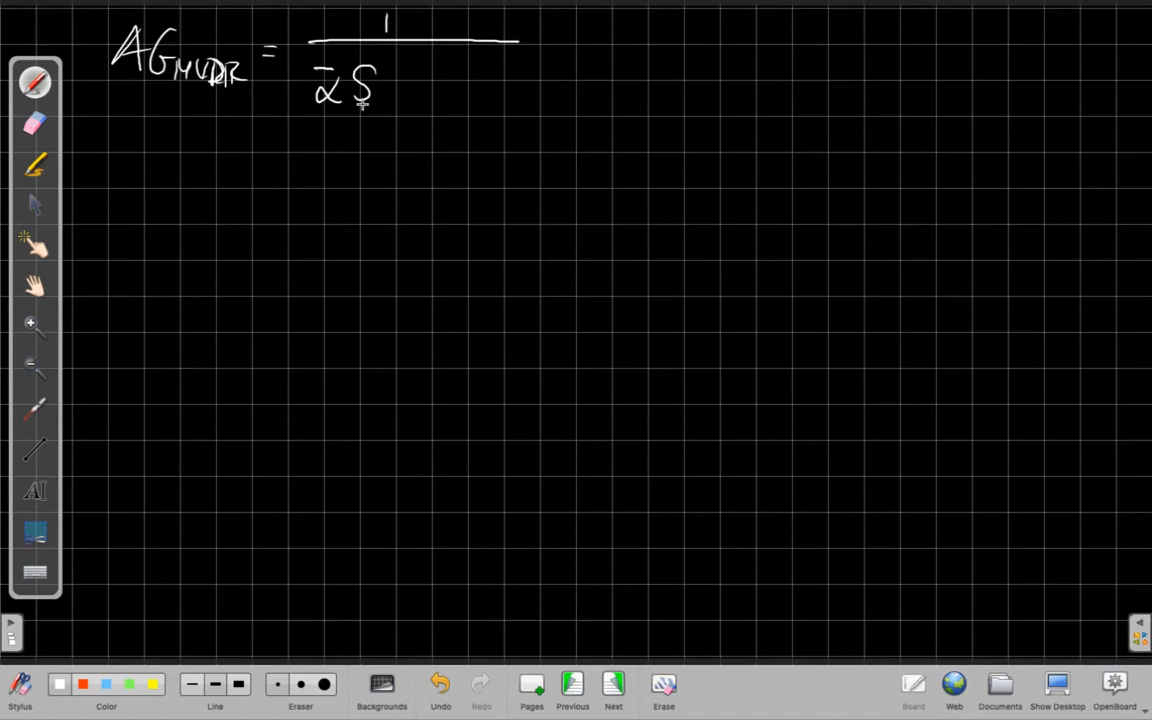 AG_MVDR = 1 / ᾱ S
AI
Stylus Color Line Eraser Backgrounds Undo Redo Pages Previous Next Erase Board Web Documents Show Desktop OpenBoard